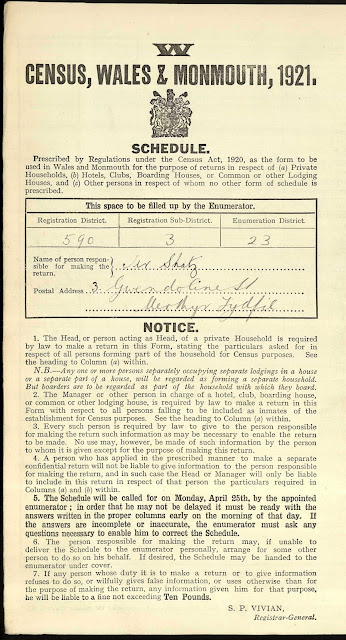 W
CENSUS, WALES & MONMOUTH, 1921.
SCHEDULE.
Prescribed by Regulations under the Census Act, 1920, as the form to be
used in Wales and Monmouth for the purpose of returns in respect of (a) Private
Households, (b) Hotels, Clubs, Boarding Houses, or Common or other Lodging
Houses, and (c) Other persons in respect of whom no other form of schedule is
prescribed.
This space to be filled up by the Enumerator.
Registration District. Registration Sub-District. Enumeration District.
590 3 23
Name of person respon-
sible for making the
return Shatz
Postal Address 3 Gwendoline St
Merthyr Tydfil
NOTICE.
1. The Head, or person acting as Head, of a private Household is required
by law to make a return in this Form, stating the particulars asked for in
respect of all persons forming part of the household for Census purposes. See
the heading to Column (a) within.
N.B.—Any one or more persons separately occupying separate lodgings in a house
or a separate part of a house, will be regarded as forming a separate household.
But boarders are to be regarded as part of the household with which they board.
2. The Manager or other person in charge of a hotel, club, boarding house,
or common or other lodging house, is required by law to make a return in this
Form with respect to all persons falling to be included as inmates of the
establishment for Census purposes. See the heading to Column (a) within.
3. Every such person is required by law to give to the person responsible
for making the return such information as may be necessary to enable the return
to be made. No use may, however, be made of such information by the person
to whom it is given except for the purpose of making this return.
4. A person who has applied in the prescribed manner to make a separate
confidential return will not be liable to give information to the person responsible
for making the return, and in such case the Head or Manager will only be liable
to include in this return in respect of that person the particulars required in
Columns (a) and (b) within.
5. The Schedule will be called for on Monday, April 25th, by the appointed
enumerator; in order that he may not be delayed it must be ready with the
answers written in the proper columns early on the morning of that day. If
the answers are incomplete or inaccurate, the enumerator must ask any
questions necessary to enable him to correct the Schedule.
6. The person responsible for making the return may, if unable to
deliver the Schedule to the enumerator personally, arrange for some other
person to do so on his behalf. If desired, the Schedule may be handed to the
enumerator under cover.
7. If any person whose duty it is to make a return or to give information
refuses to do so, or wilfully gives false information, or uses otherwise than for
the purpose of making the return, any information given him for that purpose,
he will be liable to a fine not exceeding Ten Pounds.
S. P. VIVIAN,
Registrar-General.